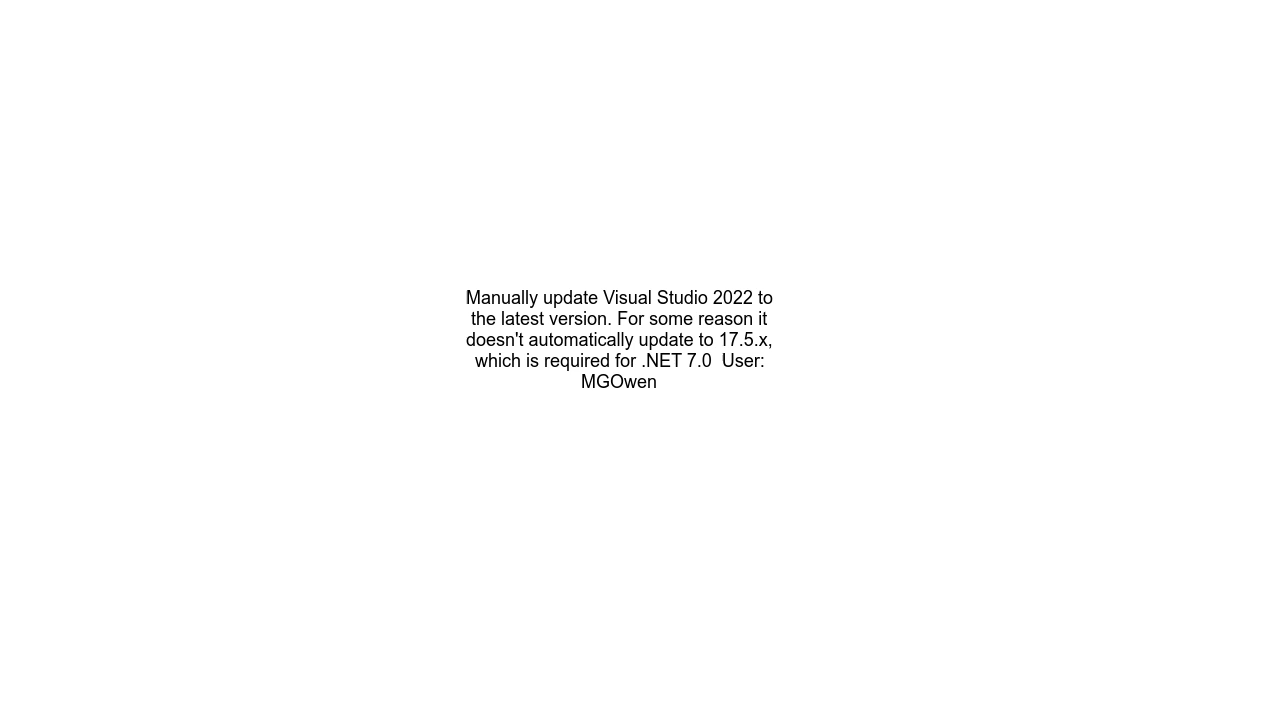 Manually update Visual Studio 2022 to
the latest version. For some reason it
doesn't automatically update to 17.5.x,
which is required for .NET 7.0  User:
MGOwen